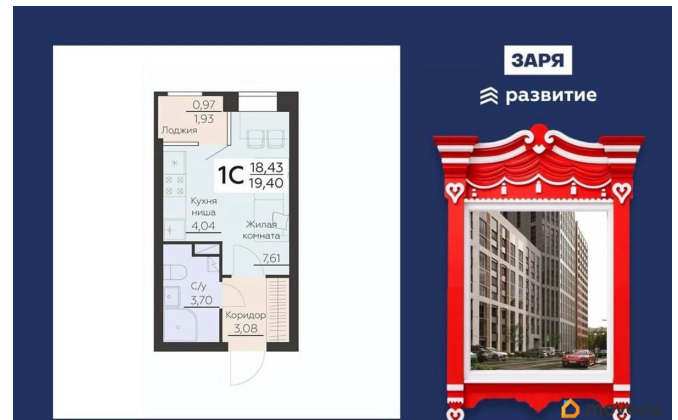 ЗАРЯ
развитие
0,97
1,93
Лоджия
1С 18,43
19,40
Кухня
ниша
4,04
Жилая
комната
7,61
С/у
3,70
Коридор
3,08